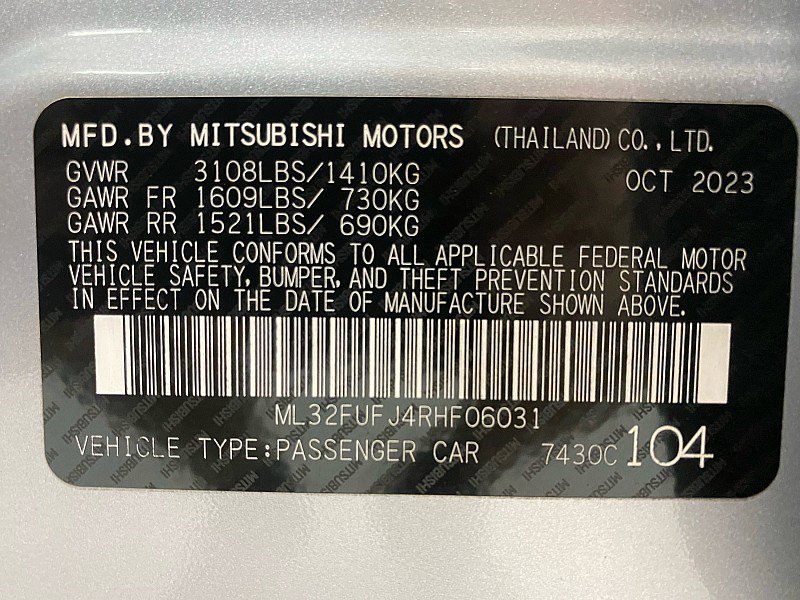 MFD.BY MITSUBISHI MOTORS (THAILAND) CO., LTD.
GVWR 3108LBS/1410KG OCT 2023
GAWR FR 1609LBS/ 730KG
GAWR RR 1521LBS/ 690KG
THIS VEHICLE CONFORMS TO ALL APPLICABLE FEDERAL MOTOR
VEHICLE SAFETY, BUMPER, AND THEFT PREVENTION STANDARDS
IN EFFECT ON THE DATE OF MANUFACTURE SHOWN ABOVE.
ML32FUFJ4RHF06031
VEHICLE TYPE:PASSENGER CAR 7430C 104